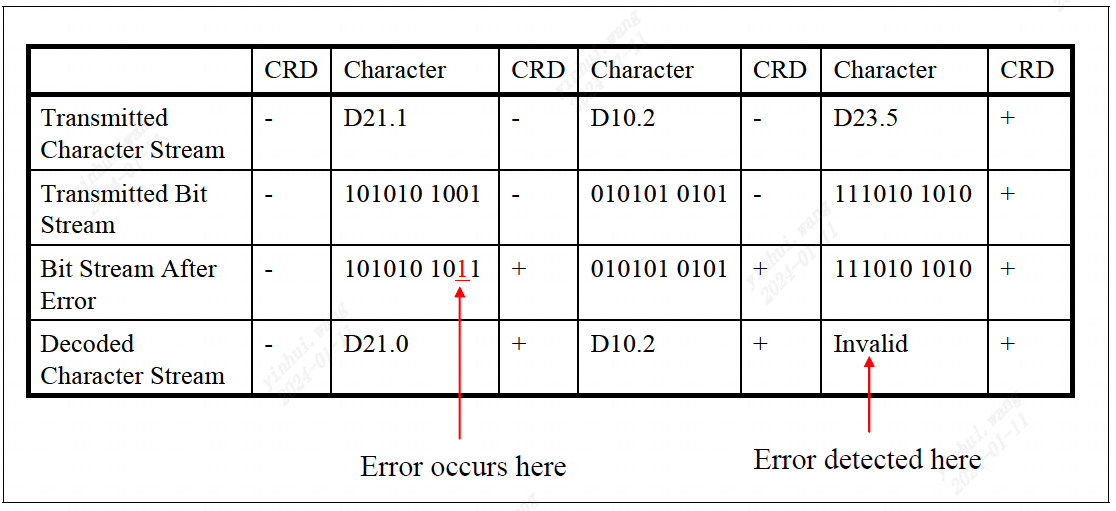 CRD Character CRD Character CRD Character CRD
Transmitted Character Stream - D21.1 - D10.2 - D23.5 +
Transmitted Bit Stream - 101010 1001 - 010101 0101 - 111010 1010 +
Bit Stream After Error - 101010 1011 + 010101 0101 + 111010 1010 +
Decoded Character Stream - D21.0 + D10.2 + Invalid +
Error occurs here
Error detected here
yinhui.wang
2024-01-11